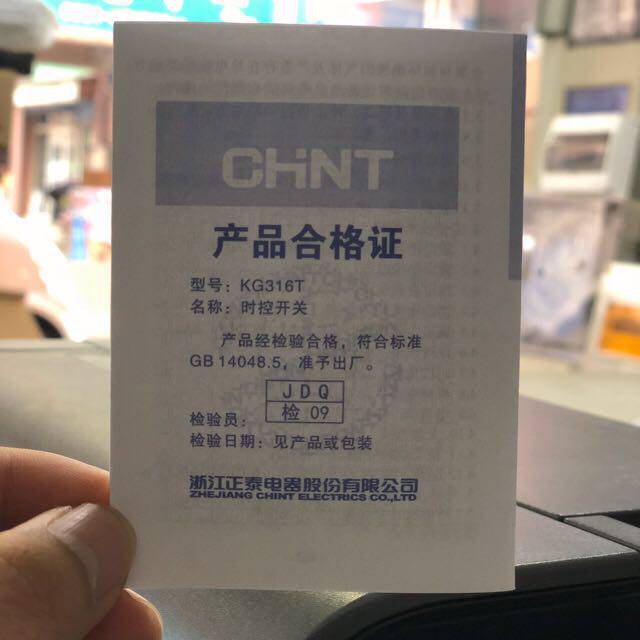 CHNT
产品合格证
型号：KG316T
名称：时控开关
产品经检验合格，符合标准
GB 14048.5，准予出厂。
JDQ
检验员：检 09
检验日期：见产品或包装
浙江正泰电器股份有限公司
ZHEJIANG CHINT ELECTRICS CO.,LTD